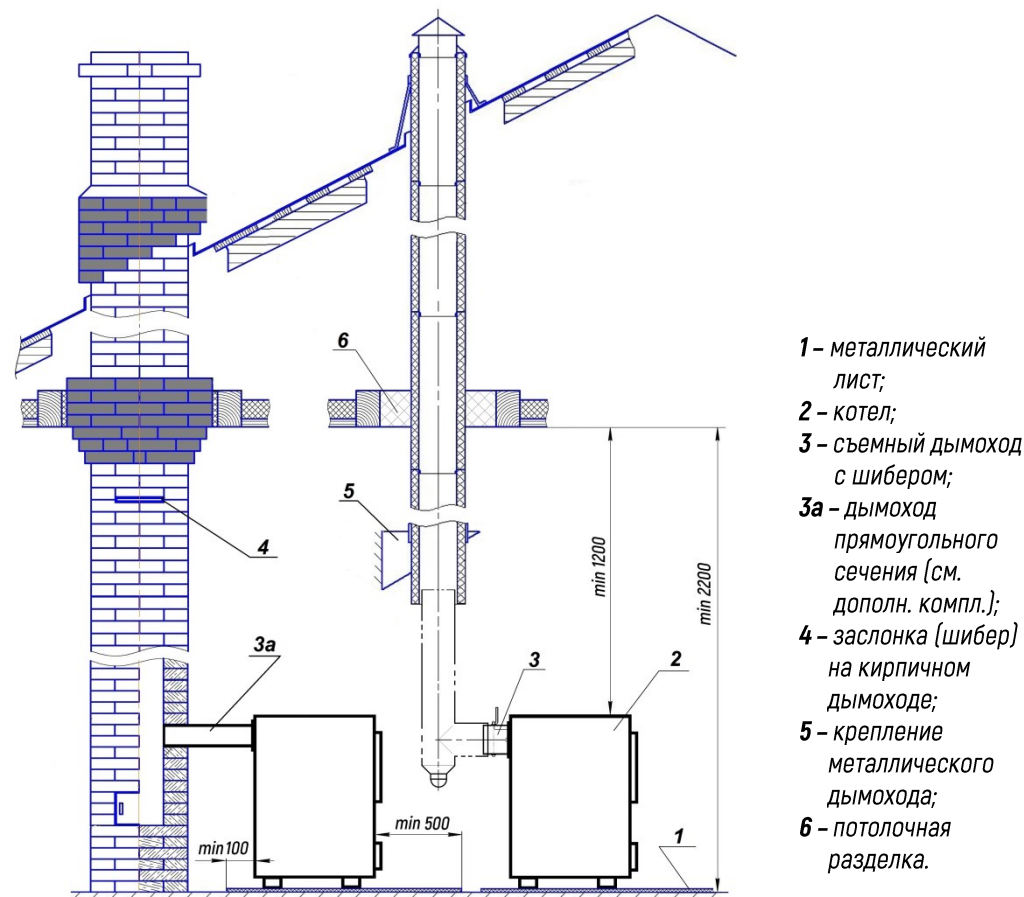 6
5
4
min 1200
min 2200
3а
3
2
min 500
min 100
1
1 – металлический
лист;
2 – котел;
3 – съемный дымоход
с шибером;
3а – дымоход
прямоугольного
сечения (см.
дополн. компл.);
4 – заслонка (шибер)
на кирпичном
дымоходе;
5 – крепление
металлического
дымохода;
6 – потолочная
разделка.